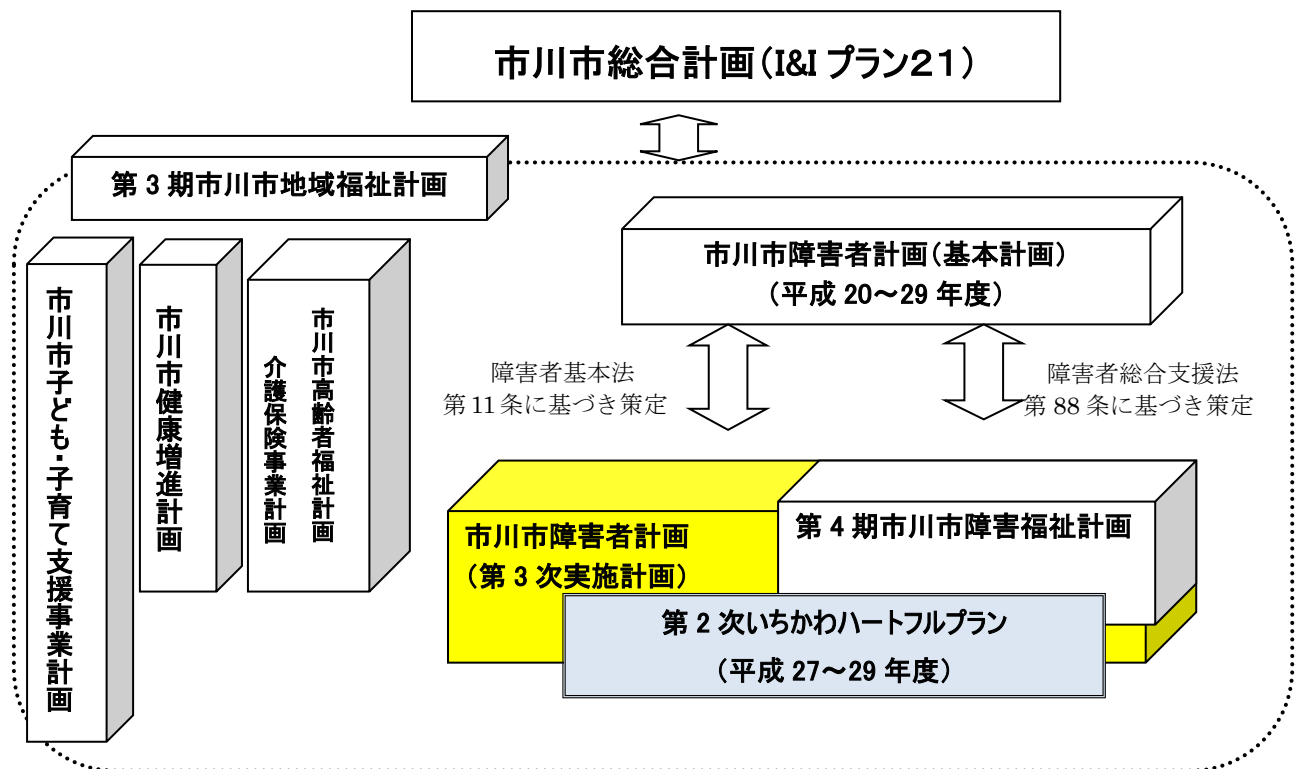 市川市総合計画（I&I プラン２１）
第 3 期市川市地域福祉計画
市川市子ども・子育て支援事業計画
市川市健康増進計画
市川市高齢者福祉計画
介護保険事業計画
市川市障害者計画（基本計画）
（平成 20～29 年度）
障害者基本法
第 11 条に基づき策定
障害者総合支援法
第 88 条に基づき策定
市川市障害者計画
（第 3 次実施計画）
第 4 期市川市障害福祉計画
第 2 次いちかわハートフルプラン
（平成 27～29 年度）